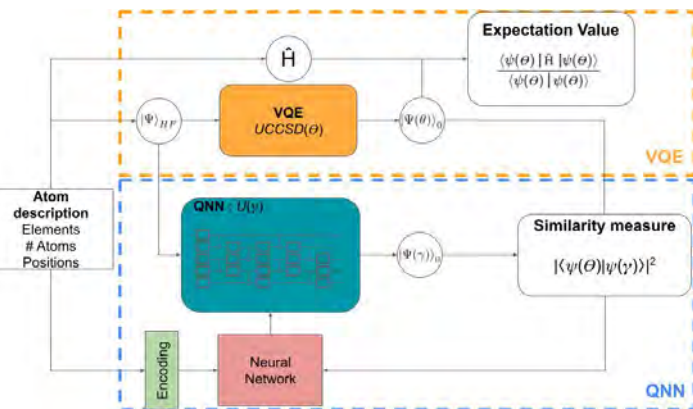 Expectation Value
⟨ψ(Θ)|Ĥ|ψ(Θ)⟩
⟨ψ(Θ)|ψ(Θ)⟩
Ĥ
|Ψ⟩HF
VQE
UCCSD(Θ)
|Ψ(θ)⟩0
VQE
Atom
description
Elements
# Atoms
Positions
QNN : U(γ)
|Ψ(γ)⟩0
Similarity measure
|⟨ψ(Θ)|ψ(γ)⟩|²
Encoding
Neural
Network
QNN